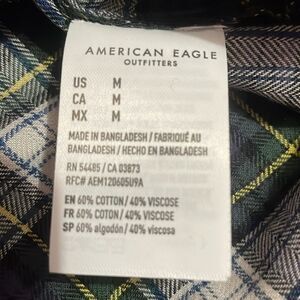 AMERICAN EAGLE
OUTFITTERS
US M
CA M
MX M
MADE IN BANGLADESH / FABRIQUÉ AU
BANGLADESH / HECHO EN BANGLADESH
RN 54485 / CA 03873
RFC# AEM120605U9A
EN 60% COTTON / 40% VISCOSE
FR 60% COTON / 40% VISCOSE
SP 60% algodón / 40% viscosa